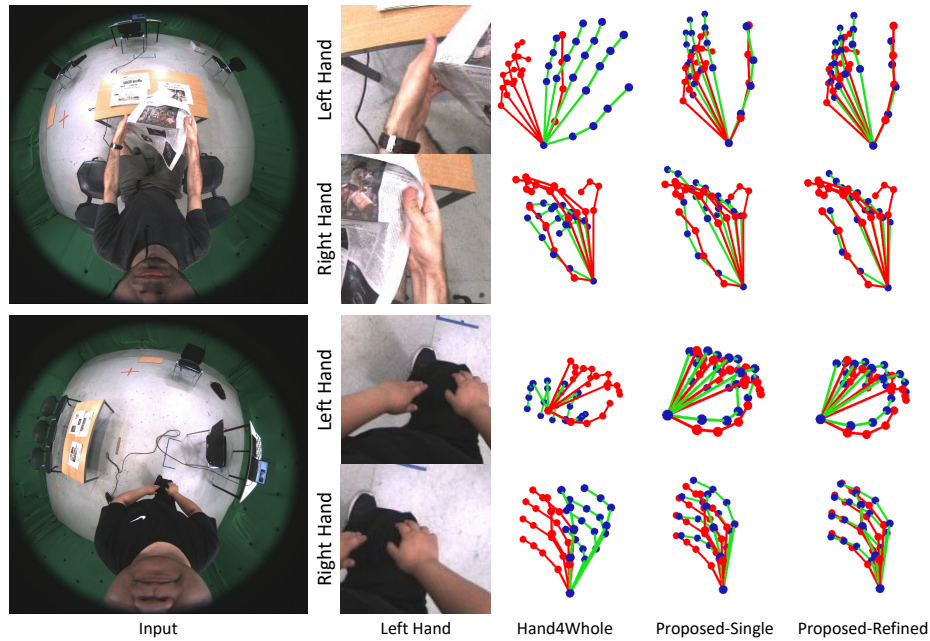 Left Hand
Right Hand
Left Hand
Right Hand
Input
Left Hand
Hand4Whole
Proposed-Single
Proposed-Refined